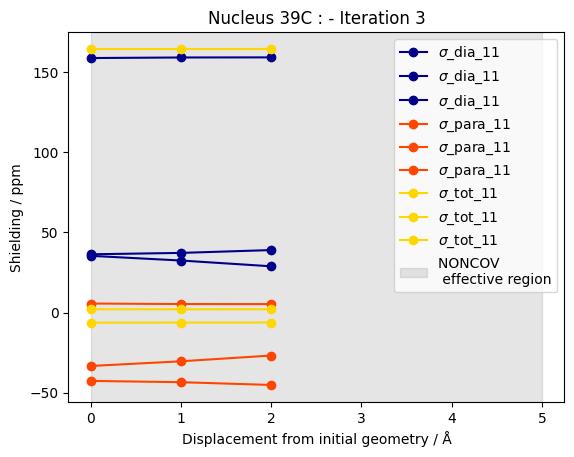 Nucleus 39C : - Iteration 3
Shielding / ppm
150
100
50
0
−50
σ_dia_11
σ_dia_11
σ_dia_11
σ_para_11
σ_para_11
σ_para_11
σ_tot_11
σ_tot_11
σ_tot_11
NONCOV
effective region
0 1 2 3 4 5
Displacement from initial geometry / Å